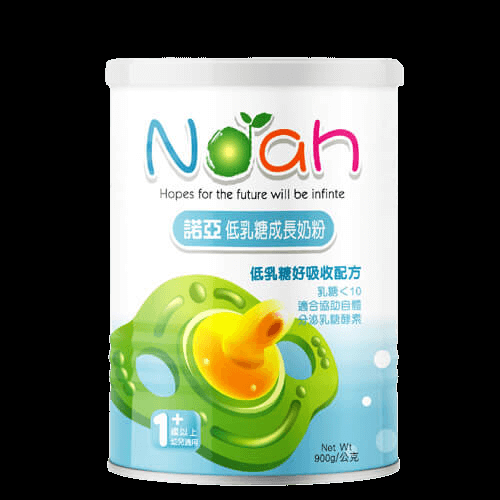 Noah
Hopes for the future will be infinte
諾亞 低乳糖成長奶粉
低乳糖好吸收配方
乳糖<10
適合協助自體
分泌乳糖酵素
1+
歲以上
幼兒適用
Net Wt
900g/公克